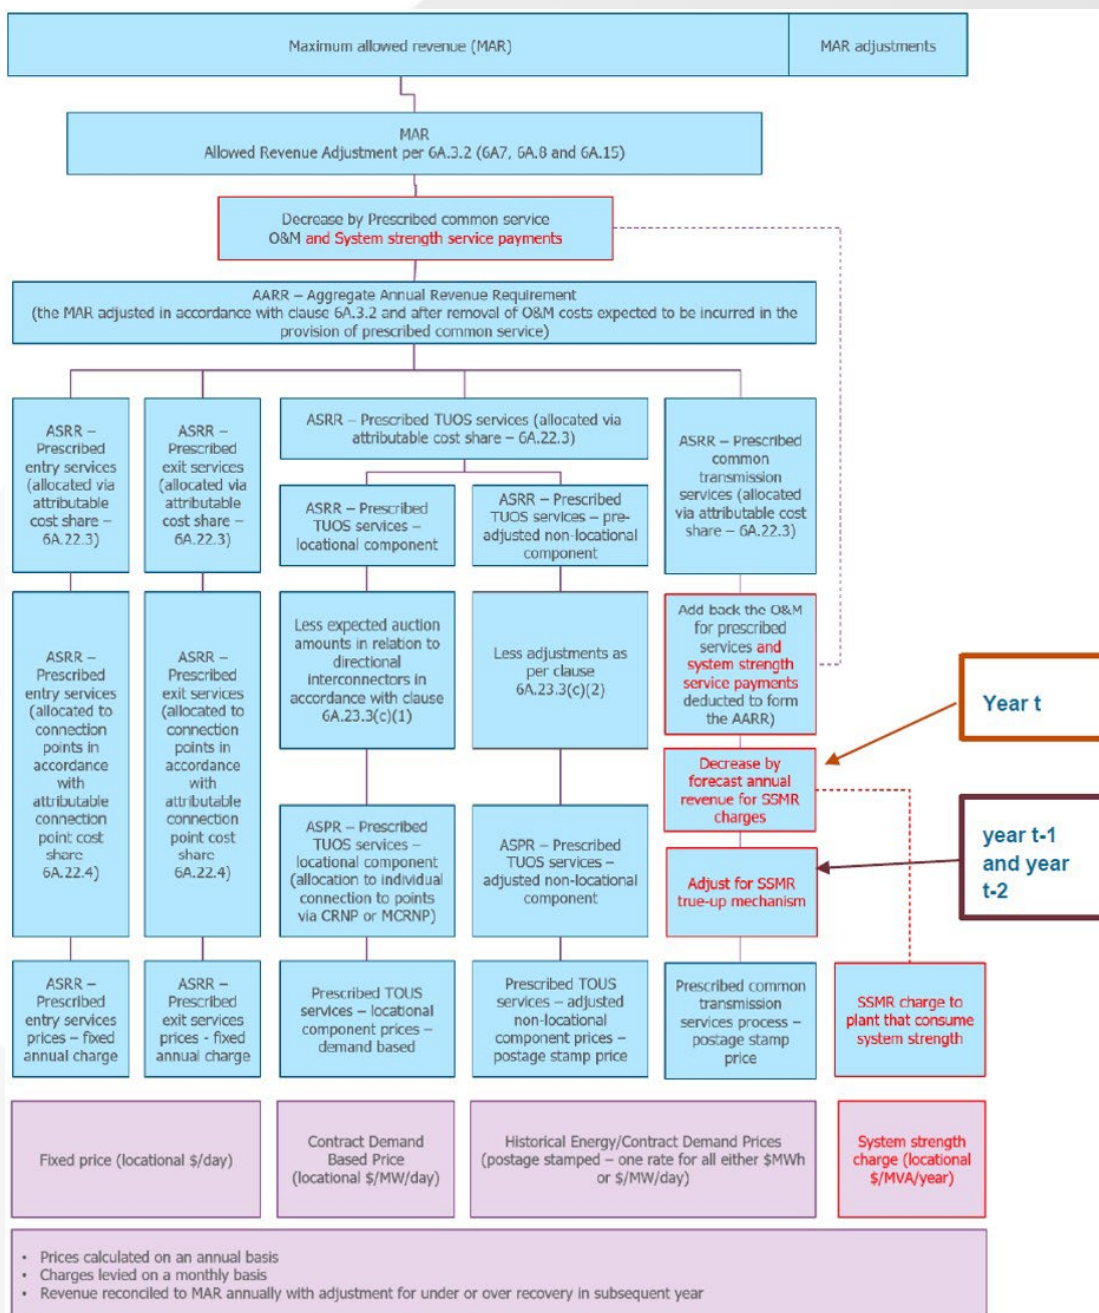 Maximum allowed revenue (MAR)
MAR adjustments
MAR
Allowed Revenue Adjustment per 6A.3.2 (6A7, 6A.8 and 6A.15)
Decrease by Prescribed common service
O&M and System strength service payments
AARR – Aggregate Annual Revenue Requirement
(the MAR adjusted in accordance with clause 6A.3.2 and after removal of O&M costs expected to be incurred in the
provision of prescribed common service)
ASRR –
Prescribed
entry services
(allocated via
attributable
cost share –
6A.22.3)
ASRR –
Prescribed
exit services
(allocated via
attributable
cost share –
6A.22.3)
ASRR – Prescribed TUOS services (allocated via
attributable cost share – 6A.22.3)
ASRR – Prescribed
TUOS services –
locational component
ASRR – Prescribed
TUOS services – pre-
adjusted non-locational
component
ASRR – Prescribed
common
transmission
services (allocated
via attributable cost
share – 6A.22.3)
ASRR –
Prescribed
entry services
(allocated to
connection
points in
accordance
with
attributable
connection
point cost
share
6A.22.4)
ASRR –
Prescribed
exit services
(allocated to
connection
points in
accordance
with
attributable
connection
point cost
share
6A.22.4)
Less expected auction
amounts in relation to
directional
interconnectors in
accordance with clause
6A.23.3(c)(1)
Less adjustments as
per clause
6A.23.3(c)(2)
Add back the O&M
for prescribed
services and
system strength
service payments
deducted to form
the AARR)
Year t
Decrease by
forecast annual
revenue for SSMR
charges
ASPR – Prescribed
TUOS services –
locational component
(allocation to individual
connection to points
via CRNP or MCRNP)
ASPR – Prescribed
TUOS services –
adjusted non-locational
component
Adjust for SSMR
true-up mechanism
year t-1
and year
t-2
ASRR –
Prescribed
entry services
prices – fixed
annual charge
ASRR –
Prescribed
exit services
prices - fixed
annual charge
Prescribed TOUS
services – locational
component prices –
demand based
Prescribed TOUS
services – adjusted
non-locational
component prices –
postage stamp price
Prescribed common
transmission
services process –
postage stamp
price
SSMR charge to
plant that consume
system strength
Fixed price (locational $/day)
Contract Demand
Based Price
(locational $/MW/day)
Historical Energy/Contract Demand Prices
(postage stamped – one rate for all either $MWh
or $/MW/day)
System strength
charge (locational
$/MVA/year)
• Prices calculated on an annual basis
• Charges levied on a monthly basis
• Revenue reconciled to MAR annually with adjustment for under or over recovery in subsequent year